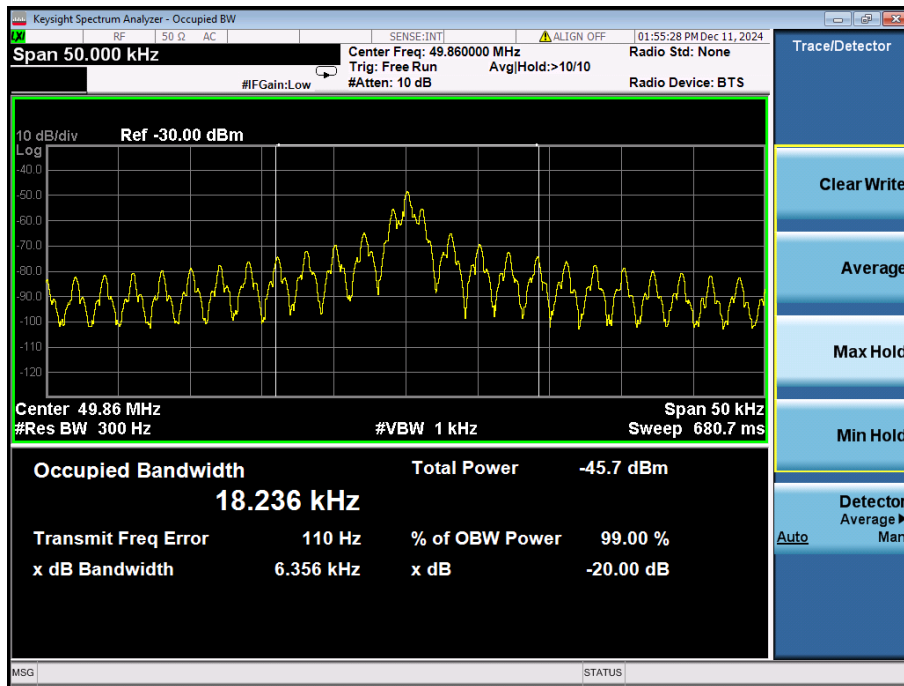 Keysight Spectrum Analyzer - Occupied BW
LXI RF 50 Ω AC SENSE:INT ALIGN OFF 01:55:28 PM Dec 11, 2024
Span 50.000 kHz
Center Freq: 49.860000 MHz Radio Std: None
Trig: Free Run Avg|Hold:>10/10
#IFGain:Low #Atten: 10 dB Radio Device: BTS
Trace/Detector
10 dB/div Ref -30.00 dBm
Log
-40.0
-50.0
-60.0
-70.0
-80.0
-90.0
-100
-110
-120
Center 49.86 MHz Span 50 kHz
#Res BW 300 Hz #VBW 1 kHz Sweep 680.7 ms
Occupied Bandwidth Total Power -45.7 dBm
18.236 kHz
Transmit Freq Error 110 Hz % of OBW Power 99.00 %
x dB Bandwidth 6.356 kHz x dB -20.00 dB
Clear Write
Average
Max Hold
Min Hold
Detector
Average
Auto Man
MSG STATUS